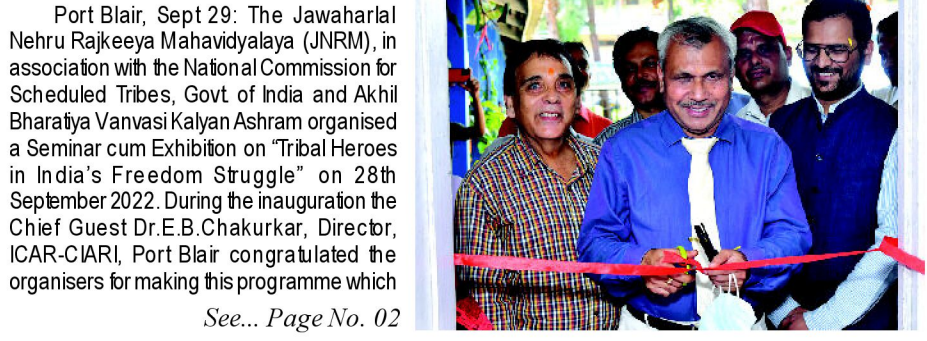 Port Blair, Sept 29: The Jawaharlal
Nehru Rajkeeya Mahavidyalaya (JNRM), in
association with the National Commission for
Scheduled Tribes, Govt. of India and Akhil
Bharatiya Vanvasi Kalyan Ashram organised
a Seminar cum Exhibition on “Tribal Heroes
in India’s Freedom Struggle” on 28th
September 2022. During the inauguration the
Chief Guest Dr.E.B.Chakurkar, Director,
ICAR-CIARI, Port Blair congratulated the
organisers for making this programme which
See... Page No. 02